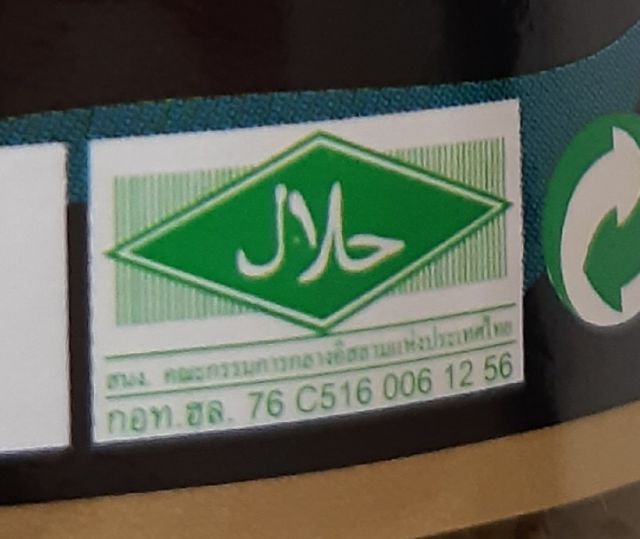 حلال
สนง. คณะกรรมการกลางอิสลามแห่งประเทศไทย
กอท.ฮล. 76 C516 006 12 56